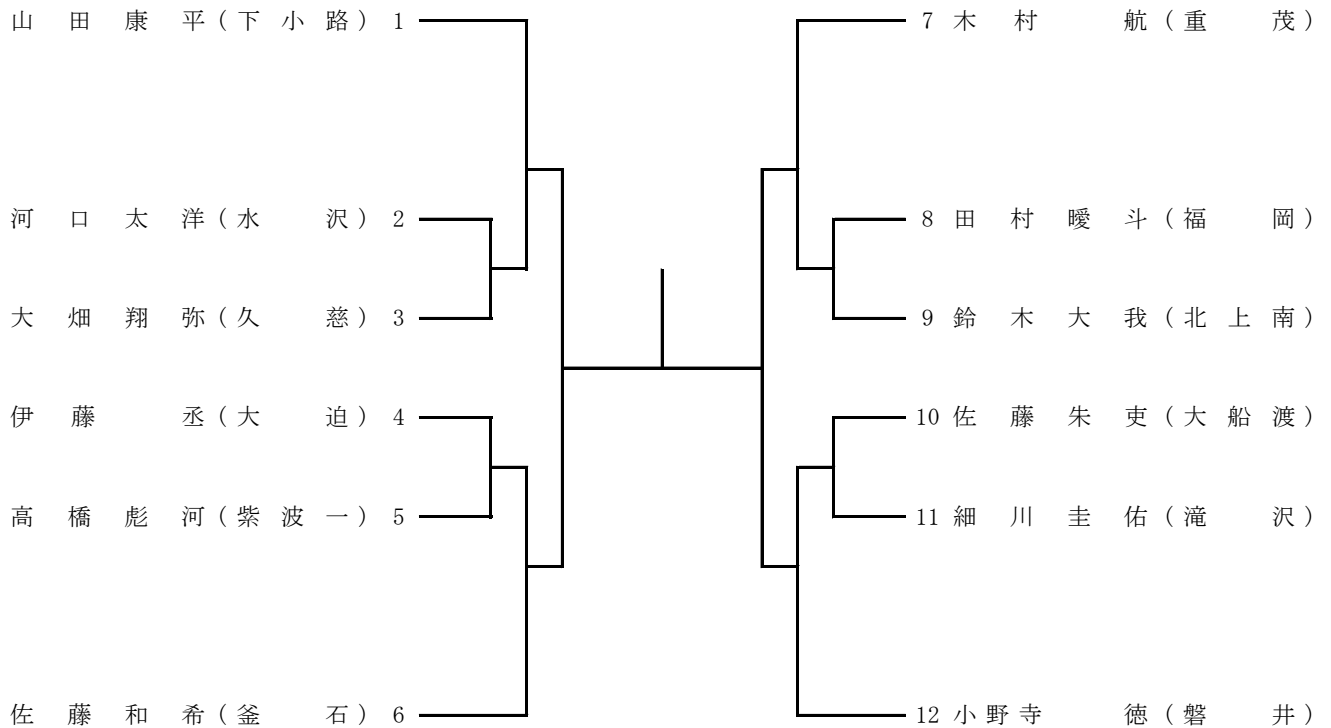 山田康平(下小路) 1
河口太洋(水沢) 2
大畑翔弥(久慈) 3
伊藤丞(大迫) 4
高橋彪河(紫波一) 5
佐藤和希(釜石) 6
7 木村航(重茂)
8 田村曖斗(福岡)
9 鈴木大我(北上南)
10 佐藤朱吏(大船渡)
11 細川圭佑(滝沢)
12 小野寺徳(磐井)